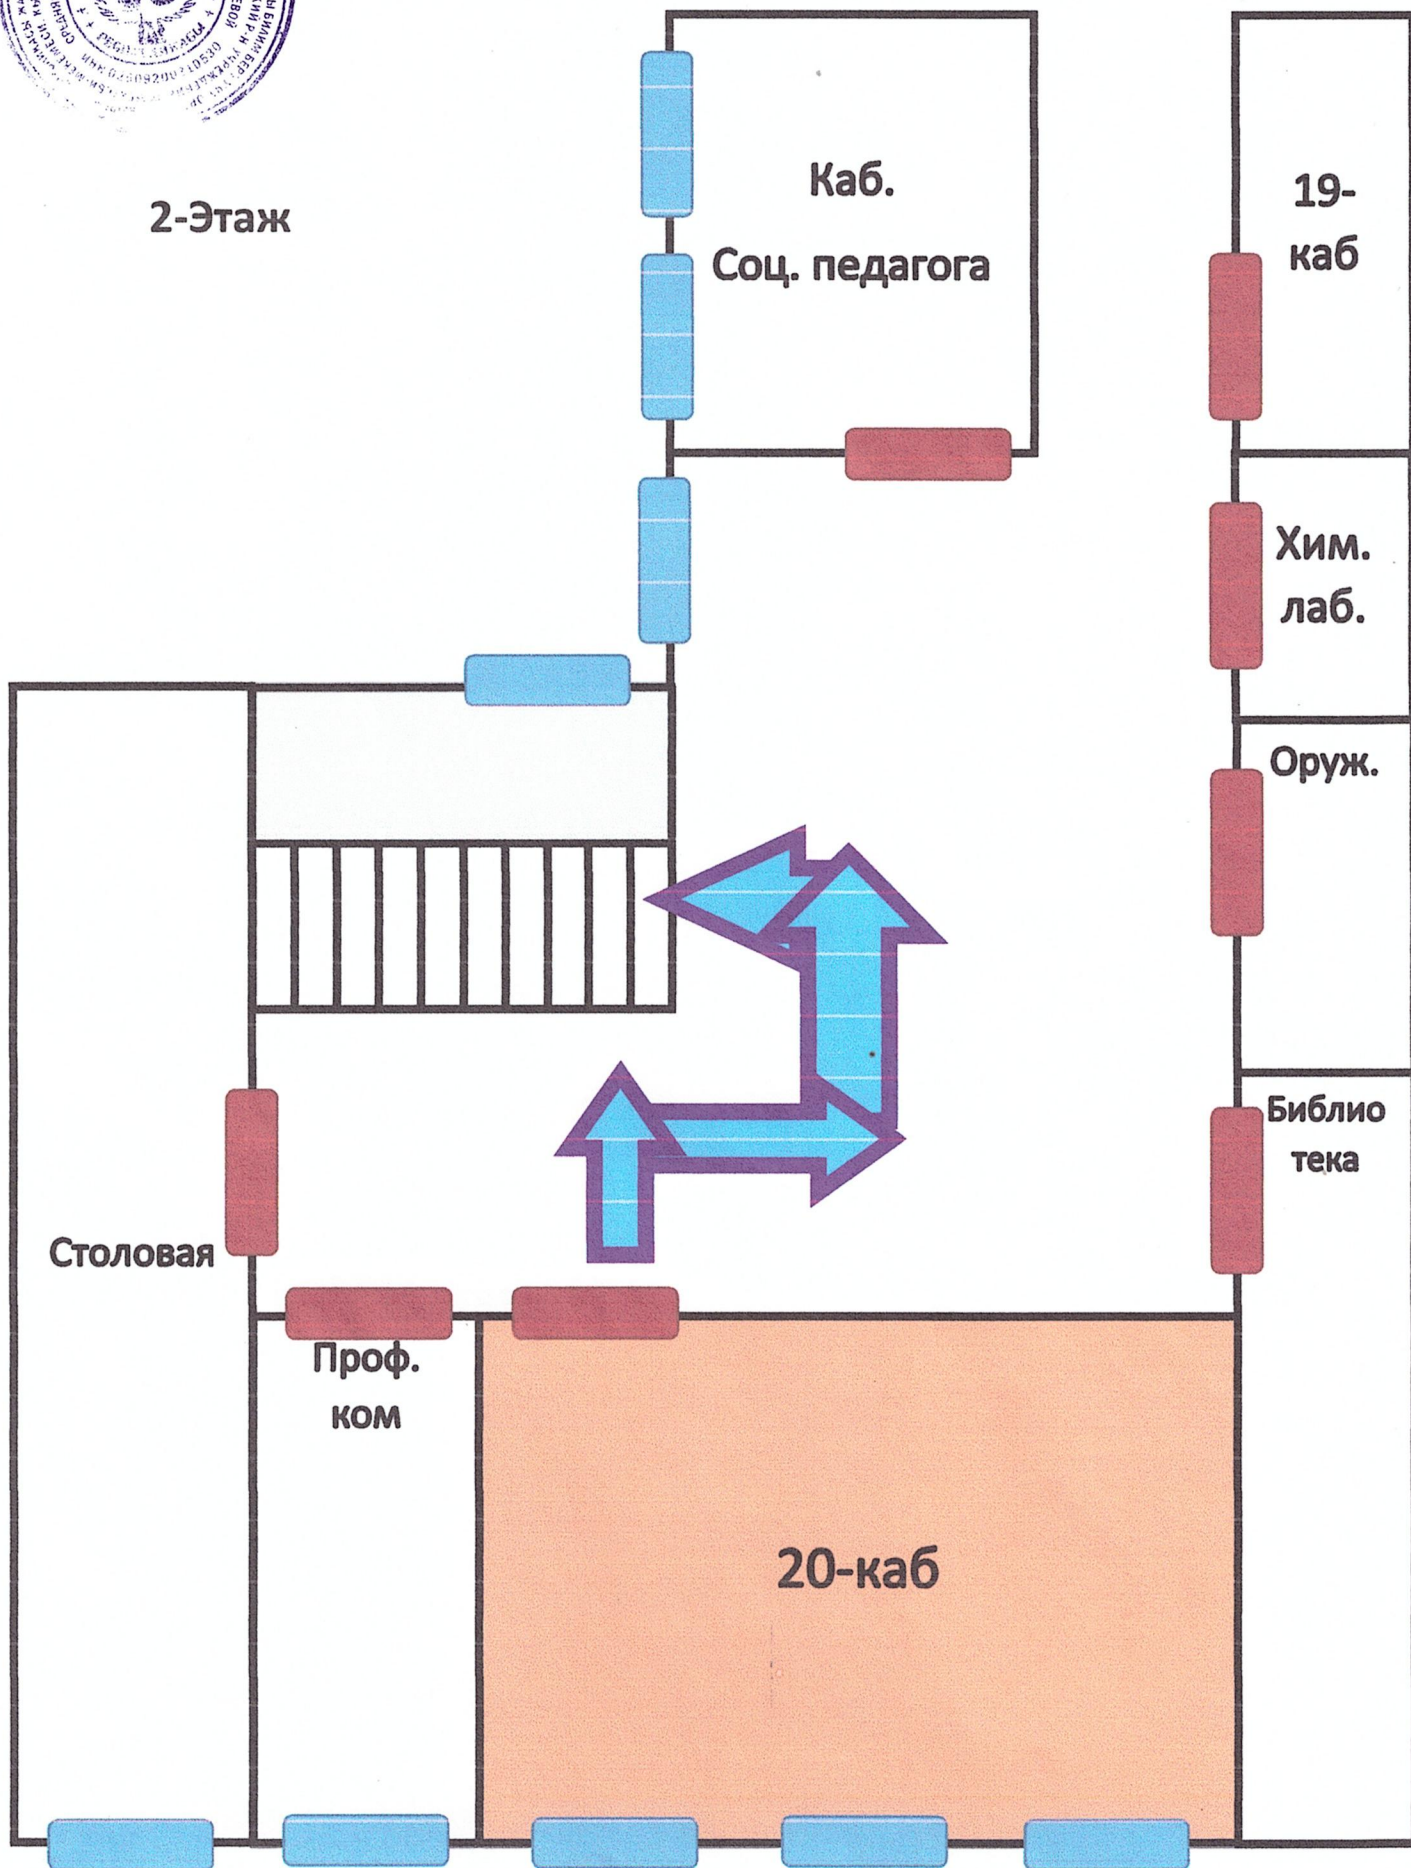 2-Этаж
Каб.
Соц. педагога
19-
каб
Хим.
лаб.
Оруж.
Библио
тека
Столовая
Проф.
ком
20-каб